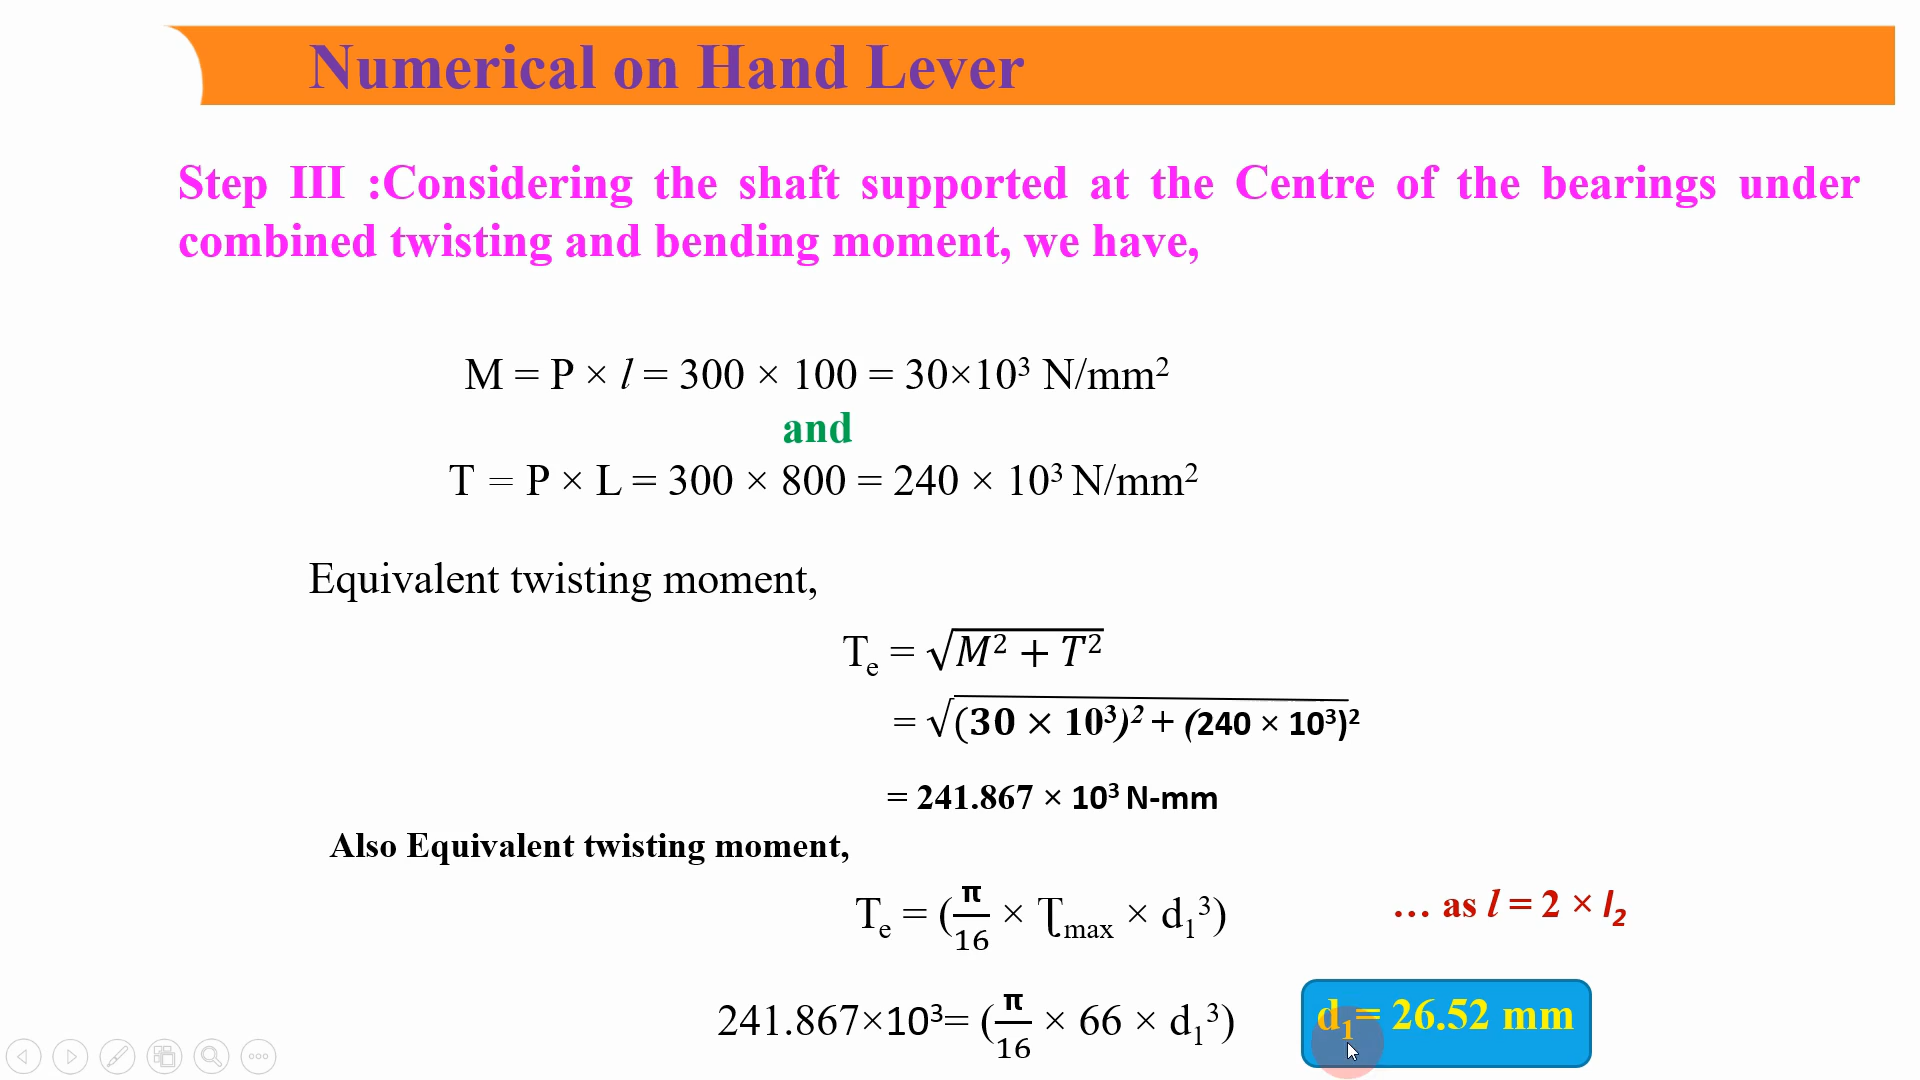 Numerical on Hand Lever
Step III :Considering the shaft supported at the Centre of the bearings under
combined twisting and bending moment, we have,
M = P × l = 300 × 100 = 30×10³ N/mm²
and
T = P × L = 300 × 800 = 240 × 10³ N/mm²
Equivalent twisting moment,
Tₑ = √M² + T²
= √(30 × 10³)² + (240 × 10³)²
= 241.867 × 10³ N-mm
Also Equivalent twisting moment,
Tₑ = (π/16 × Ʈmax × d₁³) … as l = 2 × l₂
241.867×10³= (π/16 × 66 × d₁³) d₁= 26.52 mm